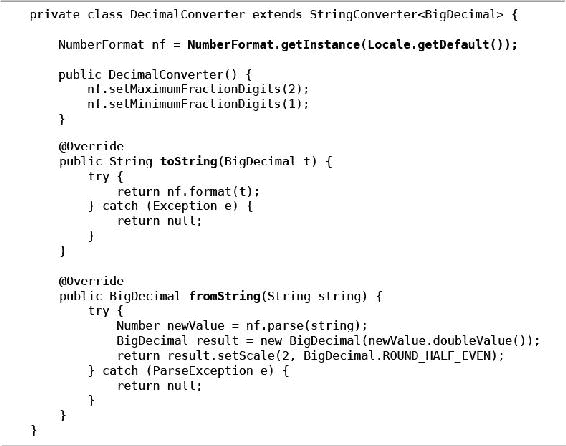 private class DecimalConverter extends StringConverter<BigDecimal> {
NumberFormat nf = NumberFormat.getInstance(Locale.getDefault());
public DecimalConverter() {
nf.setMaximumFractionDigits(2);
nf.setMinimumFractionDigits(1);
}
@Override
public String toString(BigDecimal t) {
try {
return nf.format(t);
} catch (Exception e) {
return null;
}
}
@Override
public BigDecimal fromString(String string) {
try {
Number newValue = nf.parse(string);
BigDecimal result = new BigDecimal(newValue.doubleValue());
return result.setScale(2, BigDecimal.ROUND_HALF_EVEN);
} catch (ParseException e) {
return null;
}
}
}